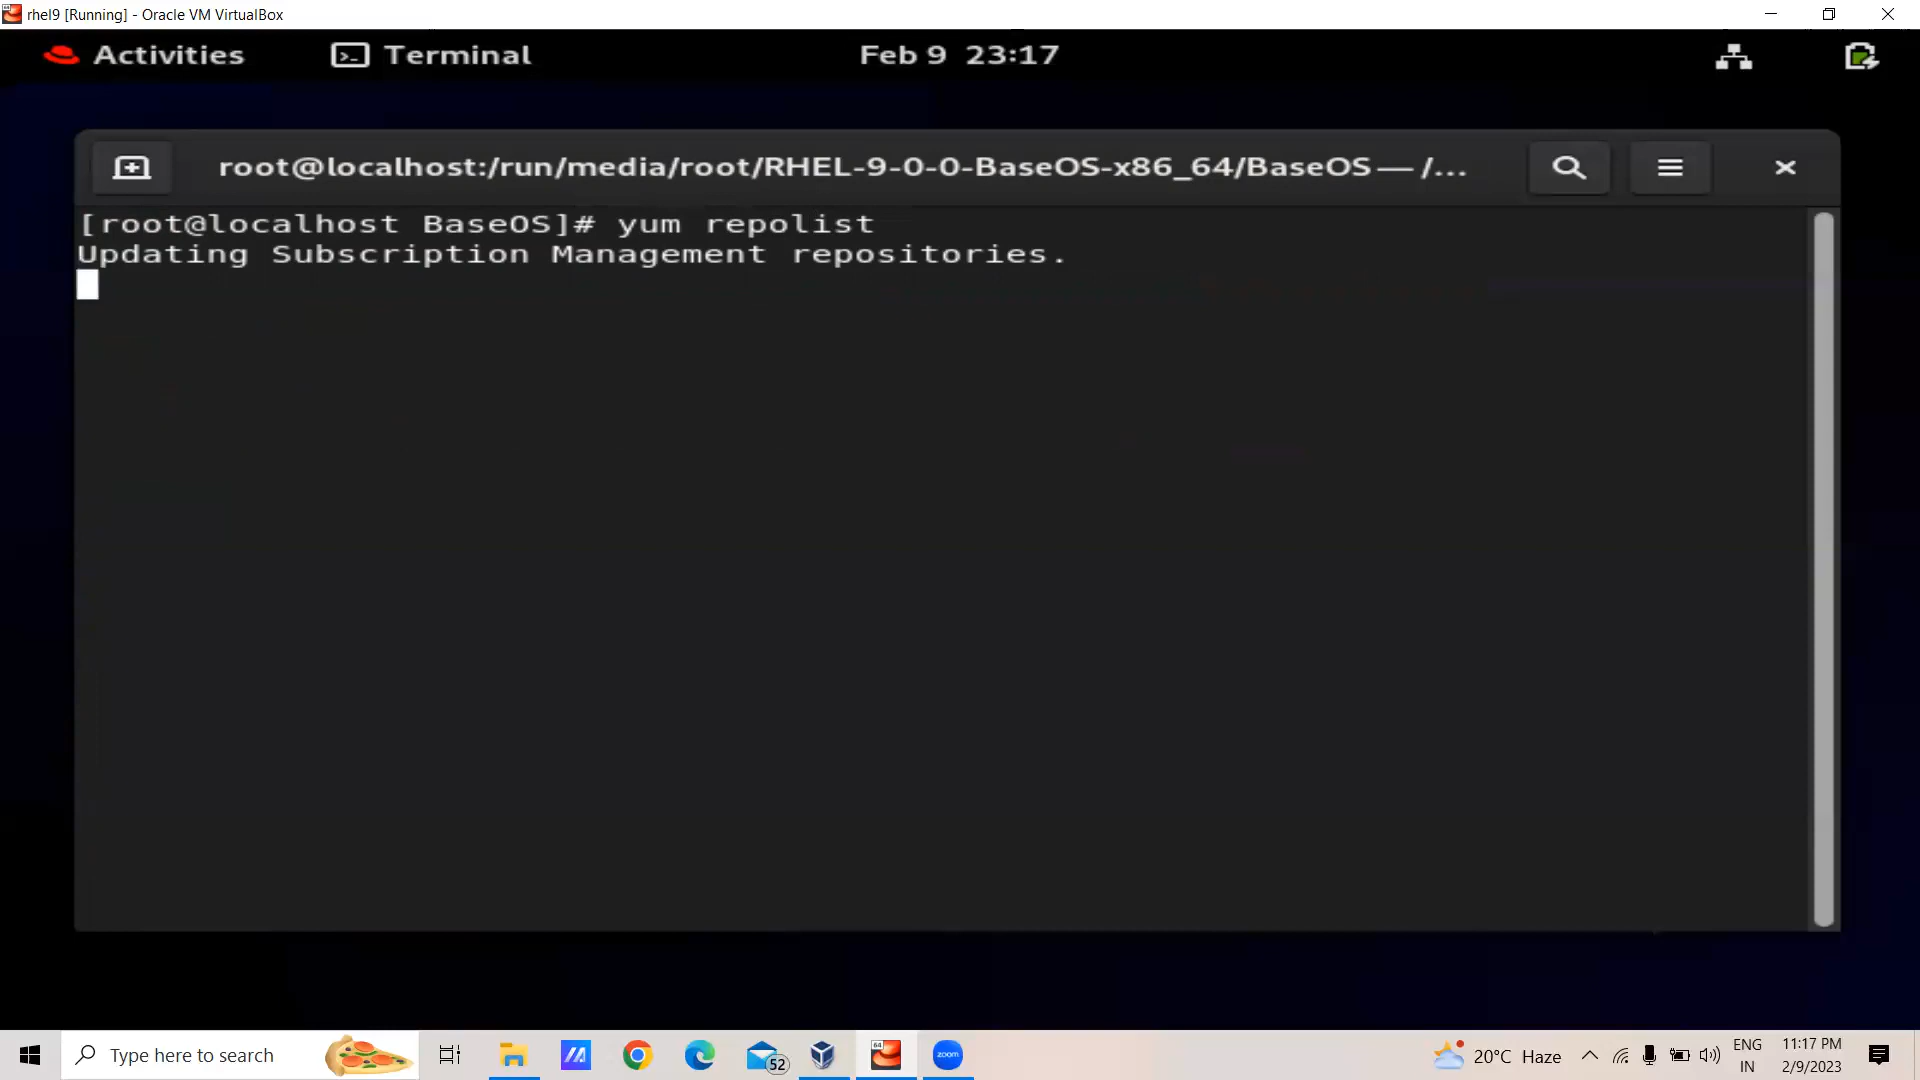 rhel9 [Running] - Oracle VM VirtualBox
Activities Terminal Feb 9 23:17
root@localhost:/run/media/root/RHEL-9-0-0-BaseOS-x86_64/BaseOS — /...
[root@localhost BaseOS]# yum repolist
Updating Subscription Management repositories.
Type here to search
52
64
zoom
20°C Haze
ENG
IN
11:17 PM
2/9/2023